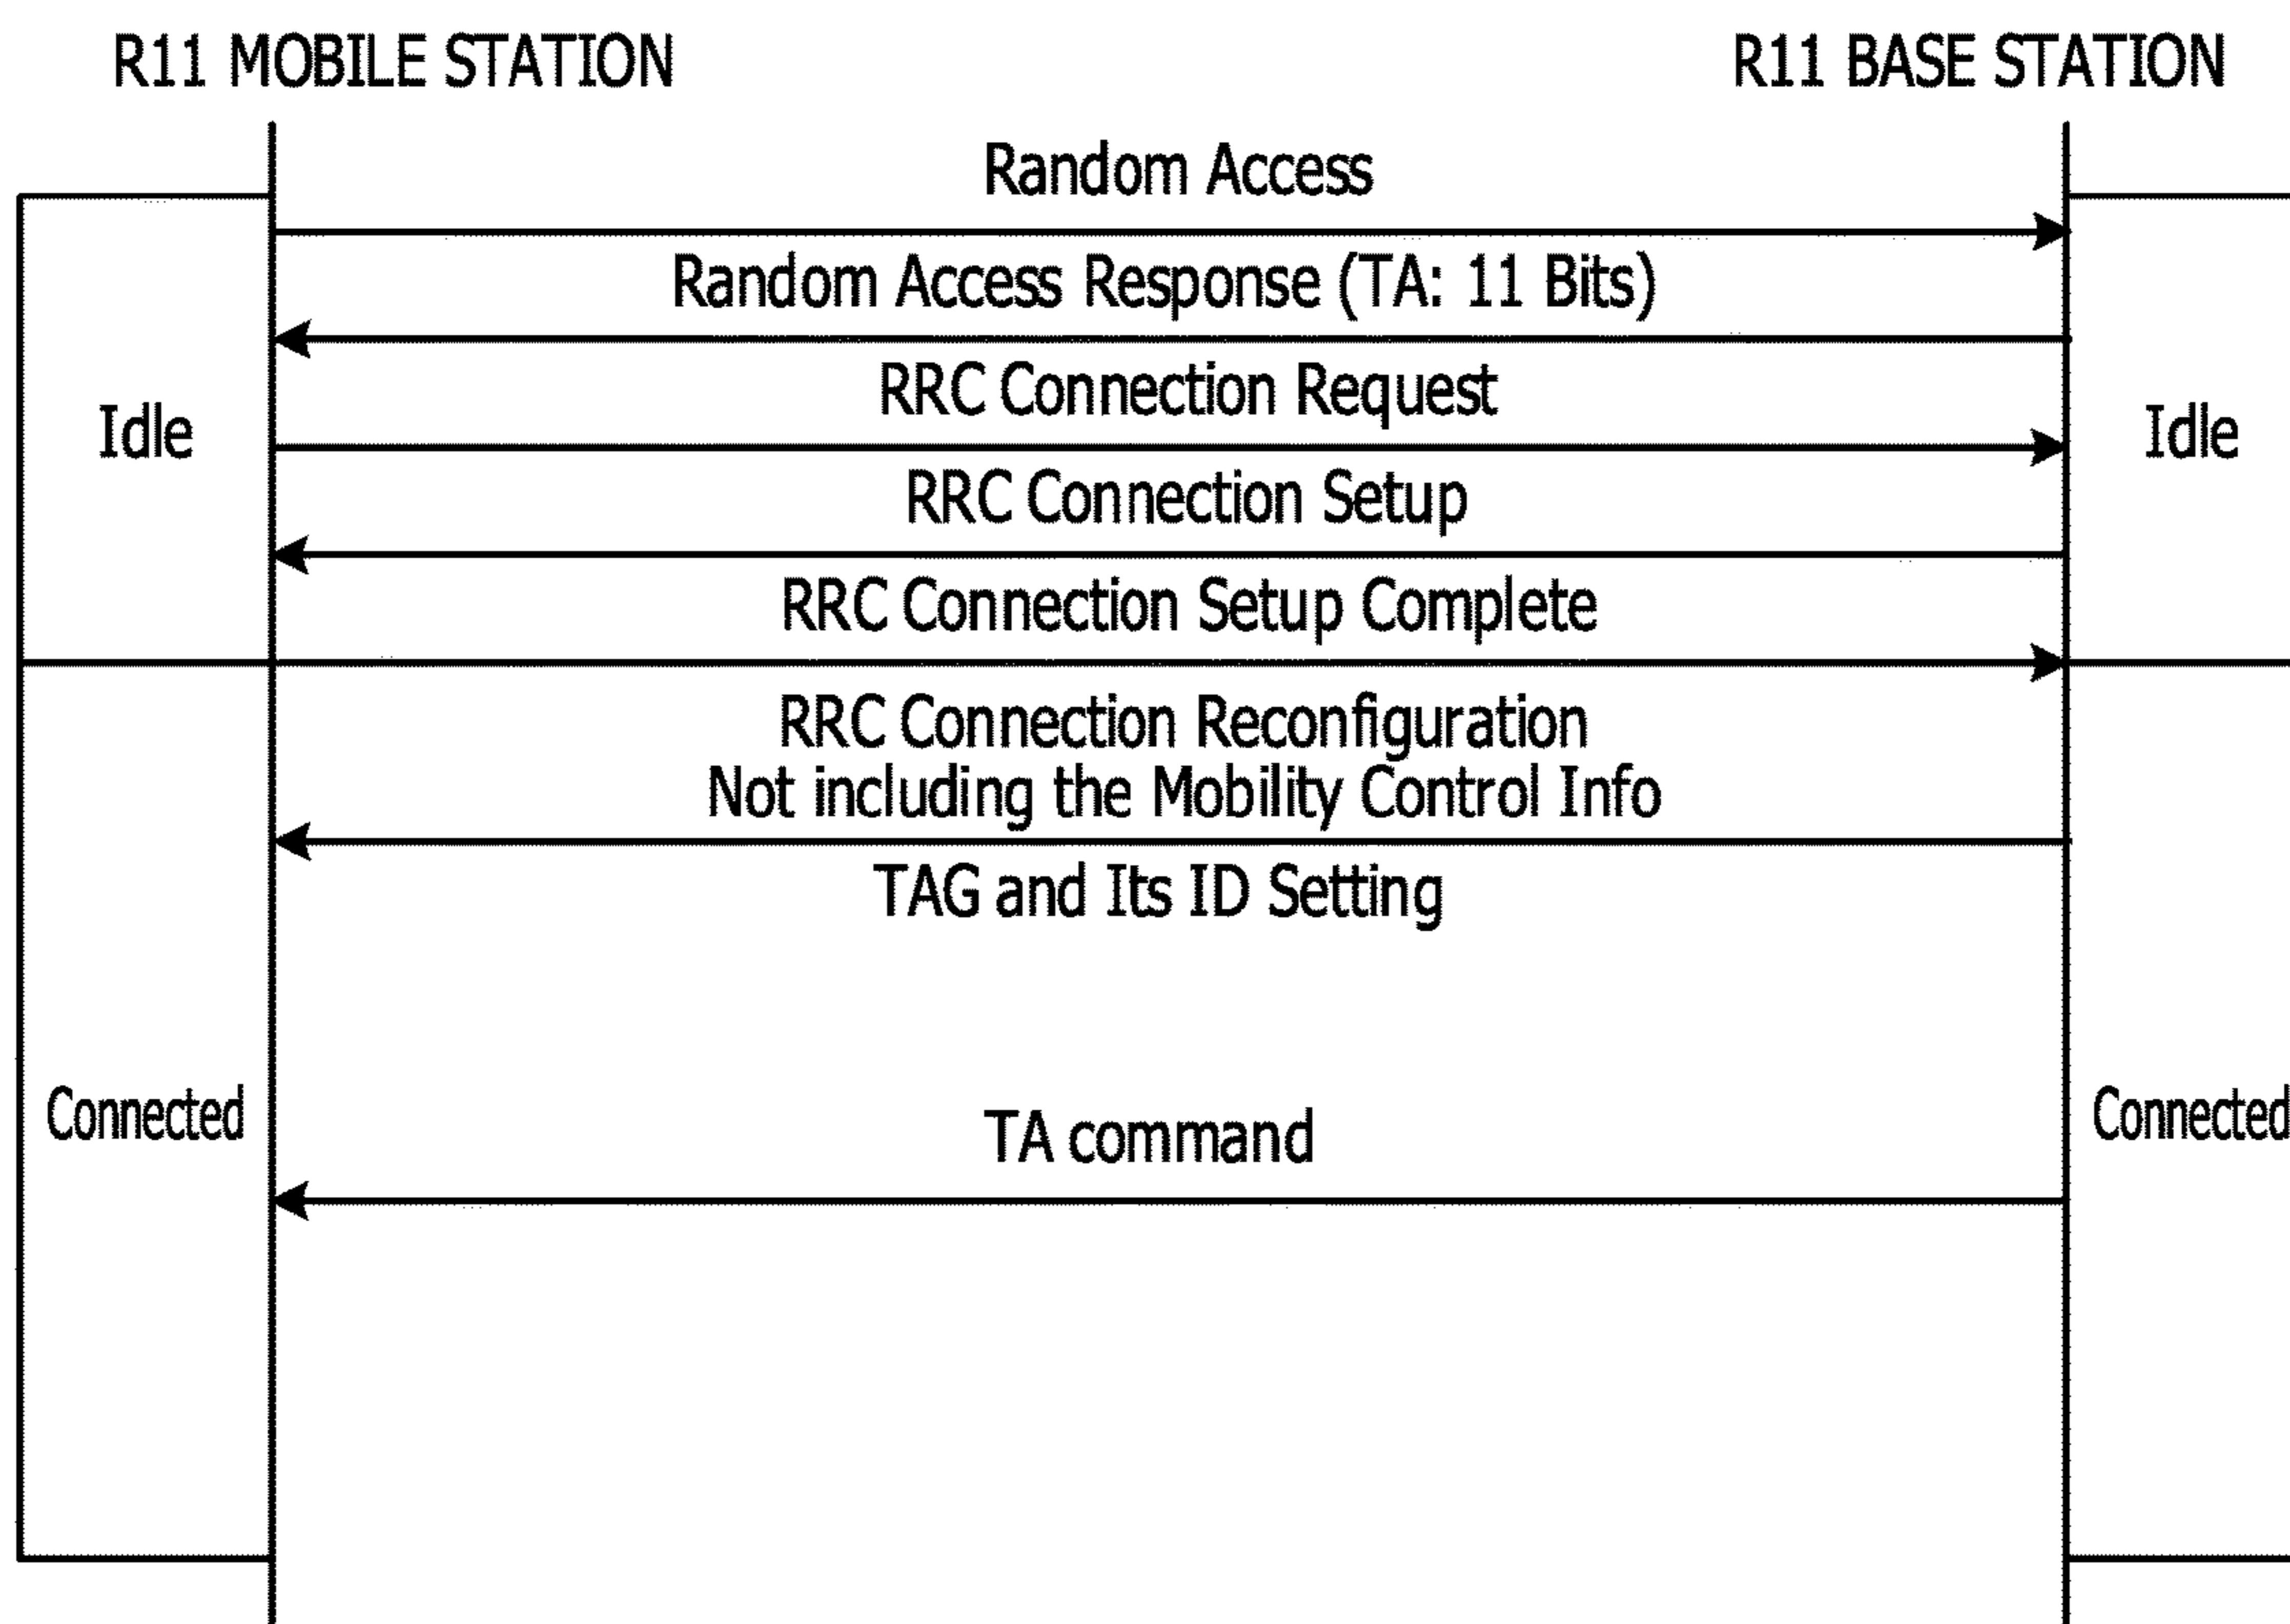 R11 MOBILE STATION
R11 BASE STATION
Random Access
Random Access Response (TA: 11 Bits)
RRC Connection Request
Idle
Idle
RRC Connection Setup
RRC Connection Setup Complete
RRC Connection Reconfiguration
Not including the Mobility Control Info
TAG and Its ID Setting
Connected
TA command
Connected